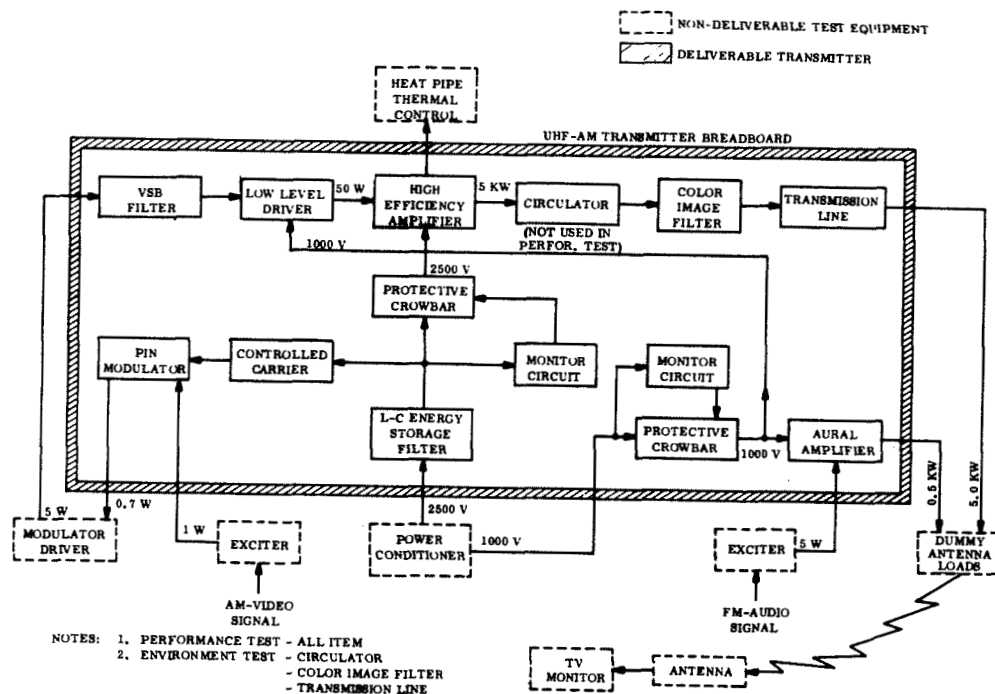 NON-DELIVERABLE TEST EQUIPMENT
DELIVERABLE TRANSMITTER
HEAT PIPE
THERMAL
CONTROL
UHF-AM TRANSMITTER BREADBOARD
VSB
FILTER
LOW LEVEL
DRIVER
50 W
HIGH
EFFICIENCY
AMPLIFIER
5 KW
CIRCULATOR
(NOT USED IN
PERFOR. TEST)
COLOR
IMAGE
FILTER
TRANSMISSION
LINE
1000 V
2500 V
PROTECTIVE
CROWBAR
PIN
MODULATOR
CONTROLLED
CARRIER
MONITOR
CIRCUIT
MONITOR
CIRCUIT
L-C ENERGY
STORAGE
FILTER
PROTECTIVE
CROWBAR
1000 V
AURAL
AMPLIFIER
5 W
0.7 W
1 W
2500 V
1000 V
5 W
0.5 KW
5.0 KW
MODULATOR
DRIVER
EXCITER
POWER
CONDITIONER
EXCITER
DUMMY
ANTENNA
LOADS
AM-VIDEO
SIGNAL
FM-AUDIO
SIGNAL
NOTES: 1. PERFORMANCE TEST - ALL ITEM
2. ENVIRONMENT TEST - CIRCULATOR
- COLOR IMAGE FILTER
- TRANSMISSION LINE
TV
MONITOR
ANTENNA